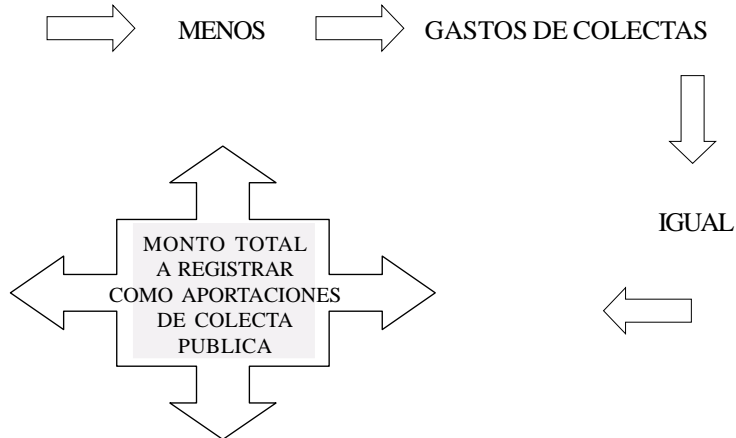 MENOS
GASTOS DE COLECTAS
IGUAL
MONTO TOTAL
A REGISTRAR
COMO APORTACIONES
DE COLECTA
PUBLICA